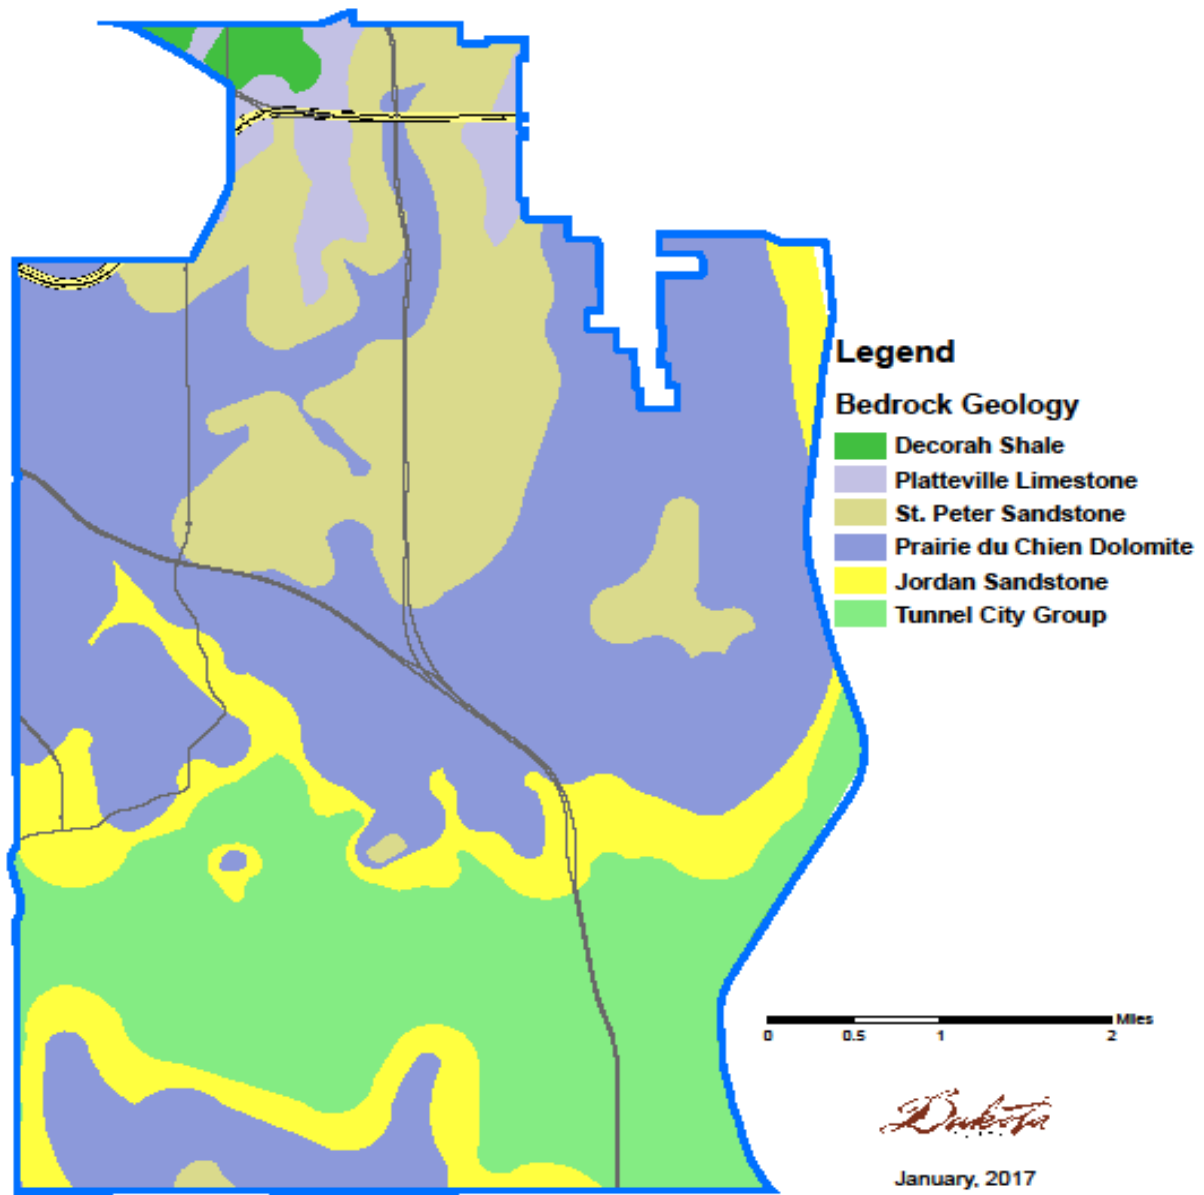 Legend
Bedrock Geology
Decorah Shale
Platteville Limestone
St. Peter Sandstone
Prairie du Chien Dolomite
Jordan Sandstone
Tunnel City Group
Miles
0 0.5 1 2
Dakota
January, 2017